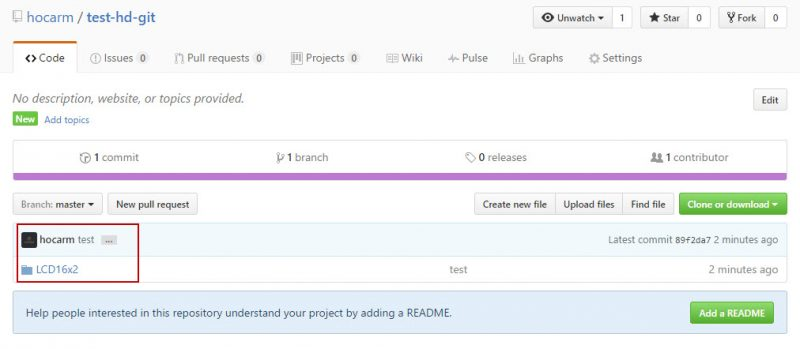 hocarm / test-hd-git
Unwatch 1 Star 0 Fork 0
Code Issues 0 Pull requests 0 Projects 0 Wiki Pulse Graphs Settings
No description, website, or topics provided.
Edit
New Add topics
1 commit 1 branch 0 releases 1 contributor
Branch: master New pull request Create new file Upload files Find file Clone or download
hocarm test ... Latest commit 89f2da7 2 minutes ago
LCD16x2 test 2 minutes ago
Help people interested in this repository understand your project by adding a README. Add a README